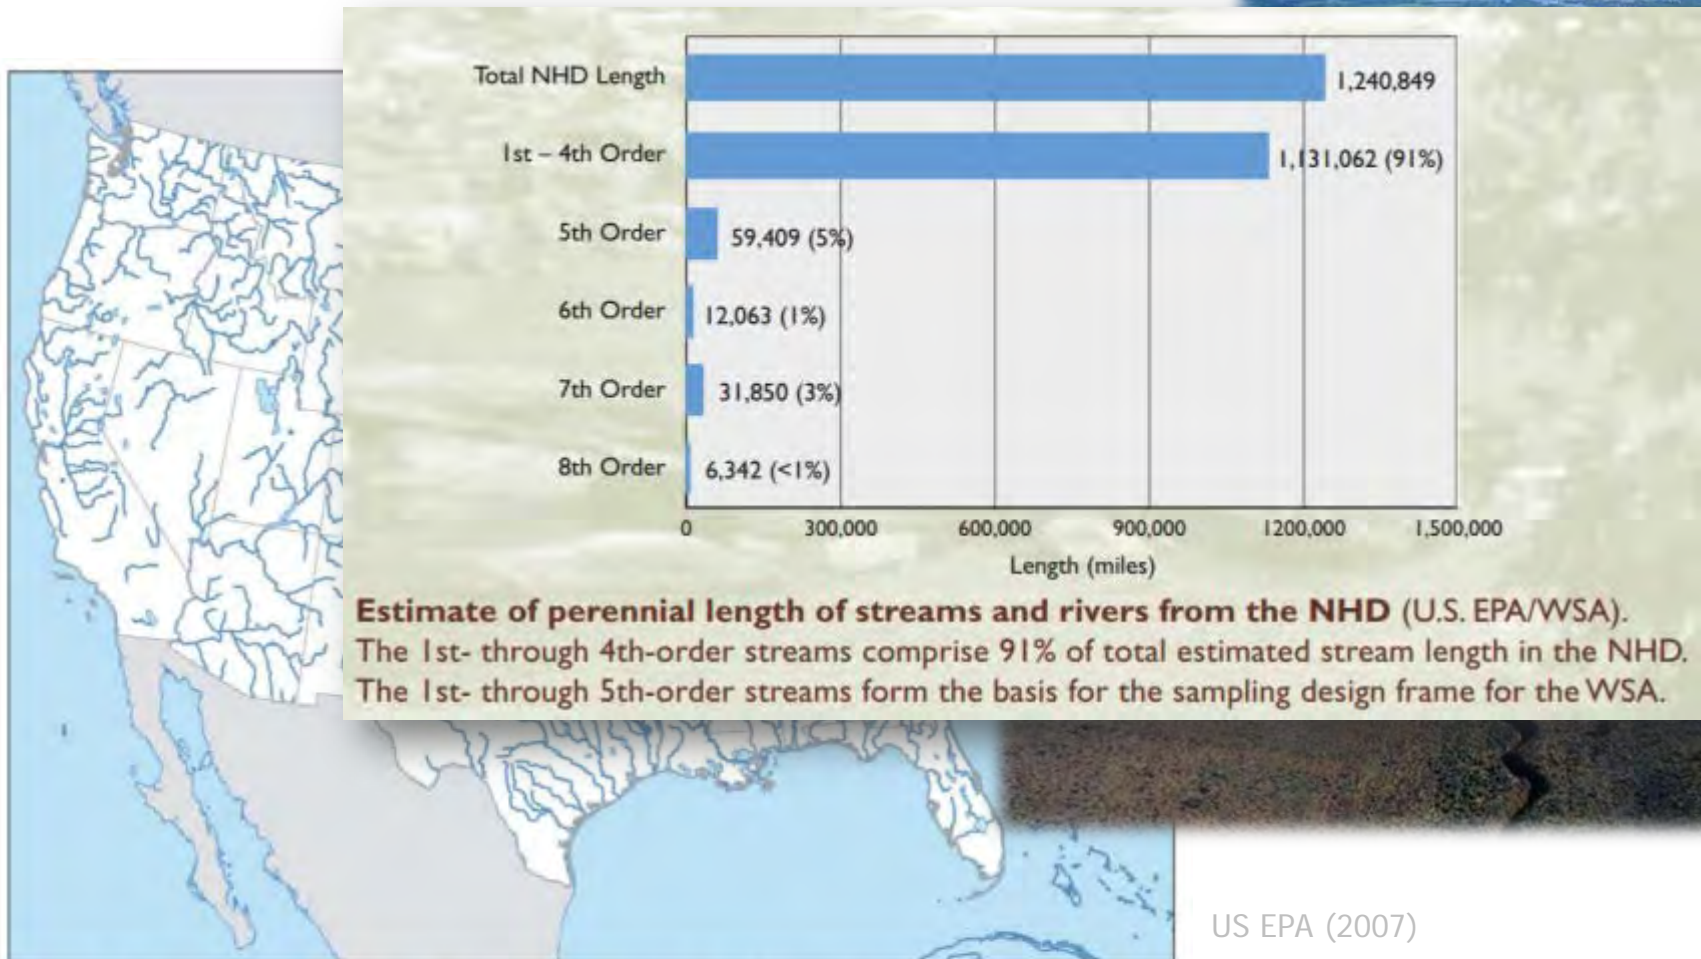 Total NHD Length 1,240,849
1st – 4th Order 1,131,062 (91%)
5th Order 59,409 (5%)
6th Order 12,063 (1%)
7th Order 31,850 (3%)
8th Order 6,342 (<1%)
0 300,000 600,000 900,000 1200,000 1,500,000
Length (miles)
Estimate of perennial length of streams and rivers from the NHD (U.S. EPA/WSA).
The 1st- through 4th-order streams comprise 91% of total estimated stream length in the NHD.
The 1st- through 5th-order streams form the basis for the sampling design frame for the WSA.
US EPA (2007)